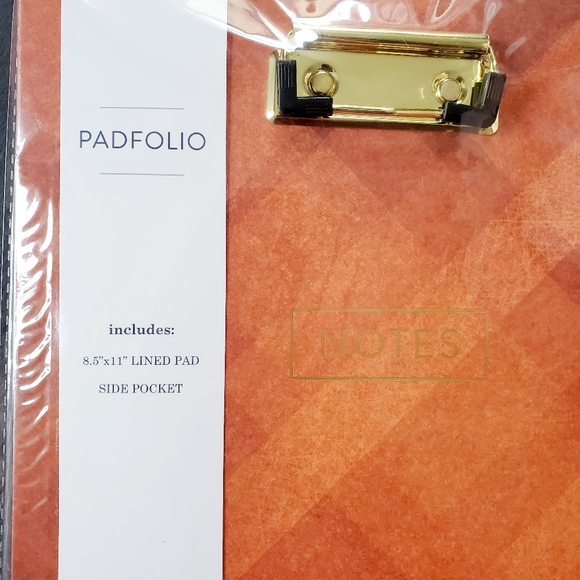 PADFOLIO
includes:
8.5"x11" LINED PAD
SIDE POCKET
NOTES